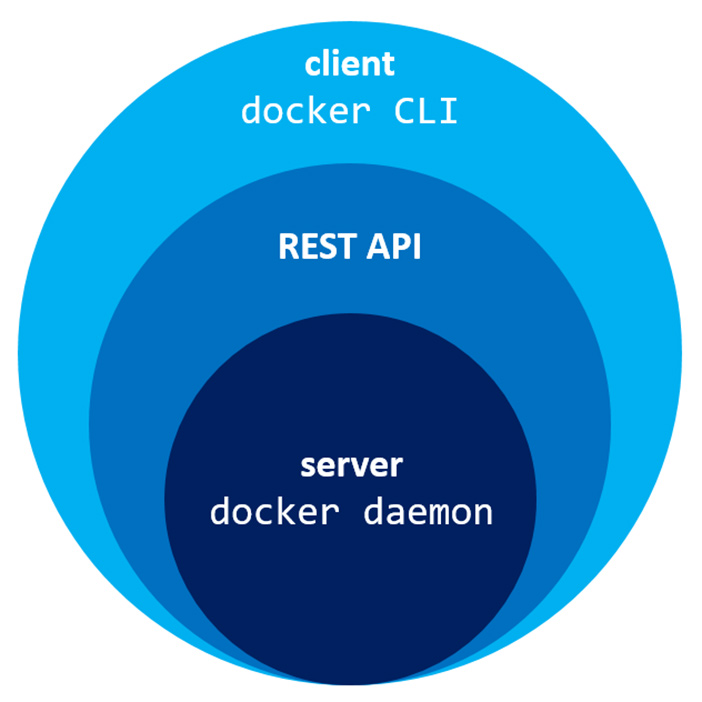 client
docker CLI
REST API
server
docker daemon